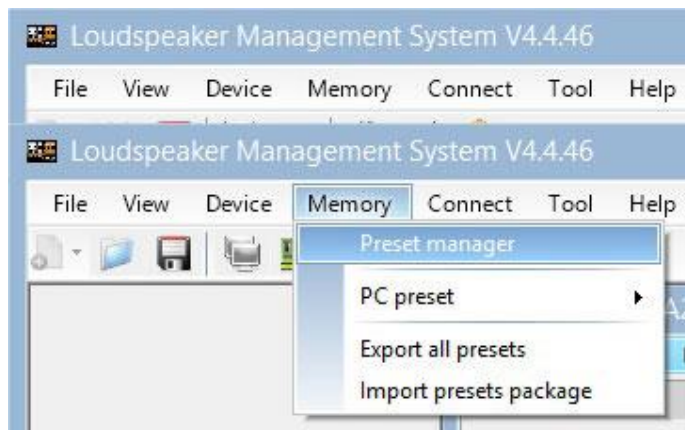 Loudspeaker Management System V4.4.46
File View Device Memory Connect Tool Help
Loudspeaker Management System V4.4.46
File View Device Memory Connect Tool Help
Preset manager
PC preset
Export all presets
Import presets package